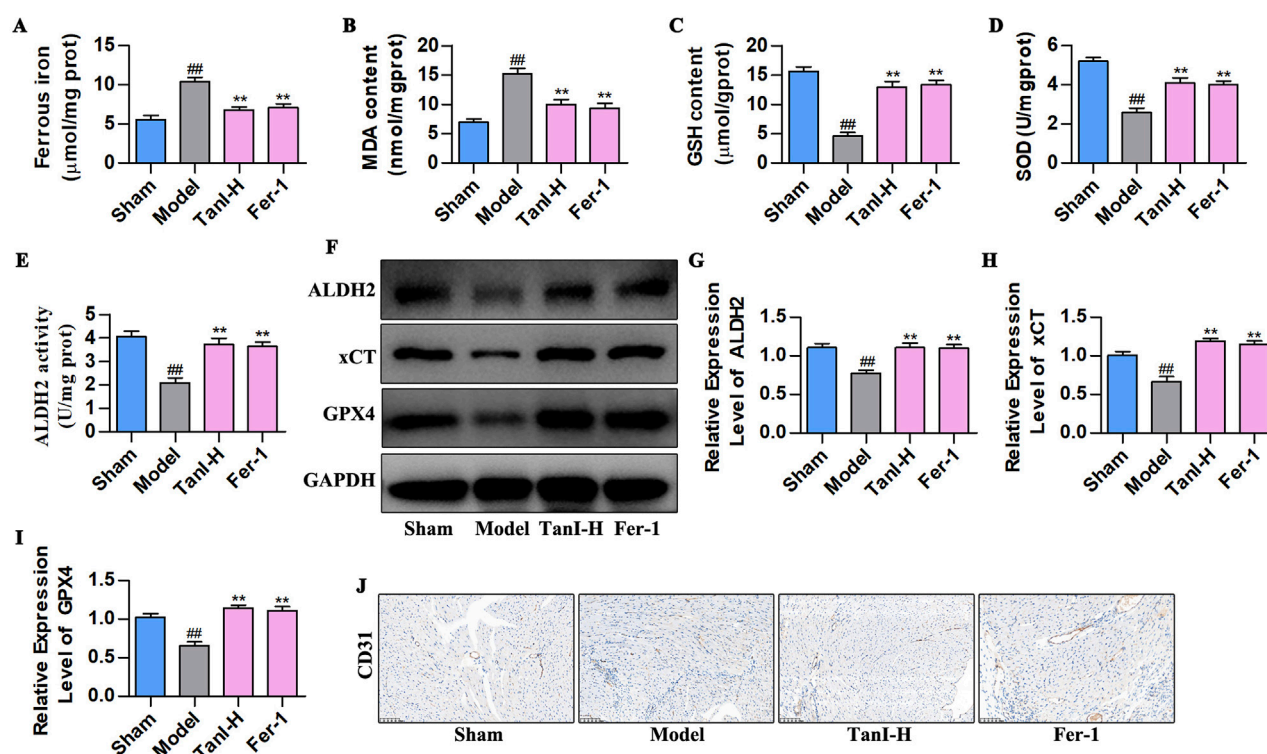 A
Ferrous iron
(μmol/mg prot)
15
10
5
0
##
**
**
Sham
Model
TanI-H
Fer-1
B
MDA content
(nmol/mgprot)
20
15
10
5
0
##
**
**
Sham
Model
TanI-H
Fer-1
C
GSH content
(μmol/gprot)
20
15
10
5
0
##
**
**
Sham
Model
TanI-H
Fer-1
D
SOD (U/mgprot)
6
4
2
0
##
**
**
Sham
Model
TanI-H
Fer-1
E
ALDH2 activity
(U/mg prot)
5
4
3
2
1
0
##
**
**
Sham
Model
TanI-H
Fer-1
F
ALDH2
xCT
GPX4
GAPDH
Sham Model TanI-H Fer-1
G
Relative Expression
Level of ALDH2
1.5
1.0
0.5
0.0
##
**
**
Sham
Model
TanI-H
Fer-1
H
Relative Expression
Level of xCT
1.5
1.0
0.5
0.0
##
**
**
Sham
Model
TanI-H
Fer-1
I
Relative Expression
Level of GPX4
1.5
1.0
0.5
0.0
##
**
**
Sham
Model
TanI-H
Fer-1
J
CD31
Sham Model TanI-H Fer-1